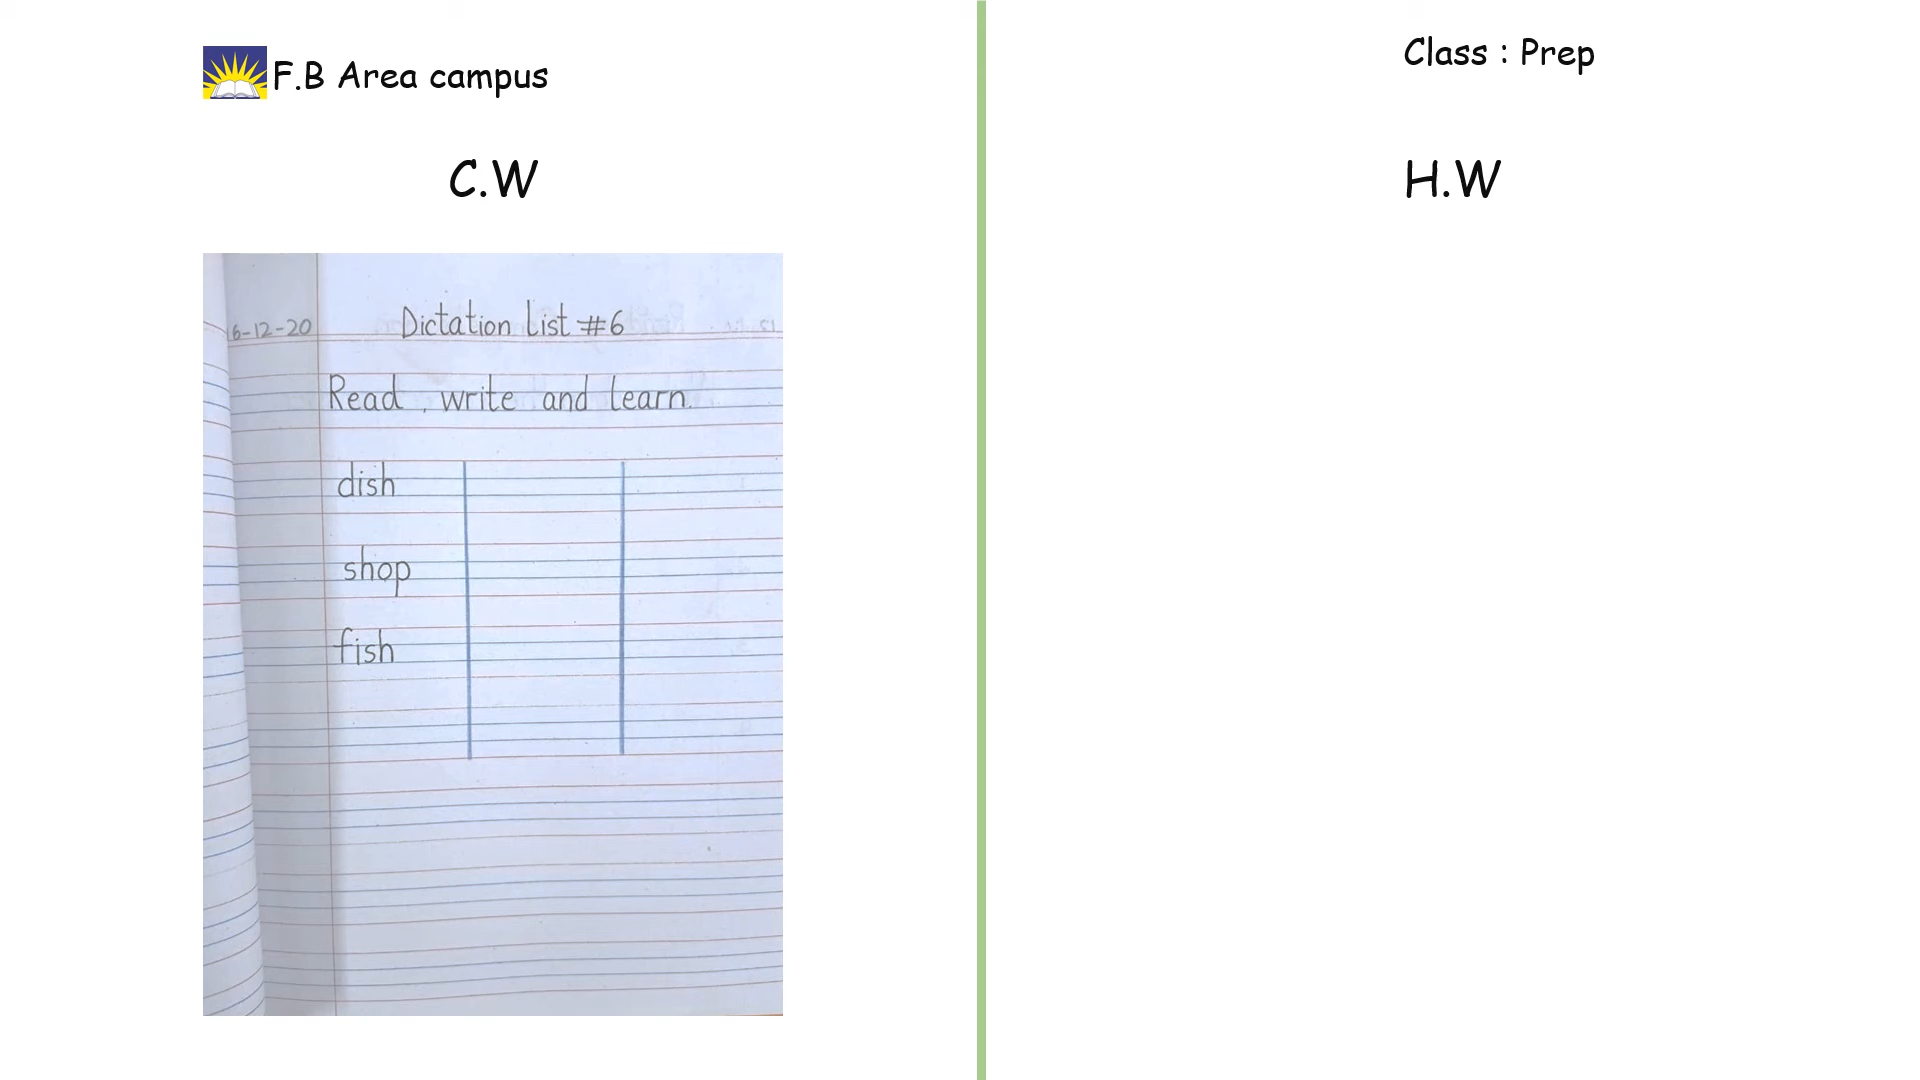 F.B Area campus
Class : Prep
C.W
H.W
6-12-20
Dictation List #6
Read, write and learn.
dish
shop
fish